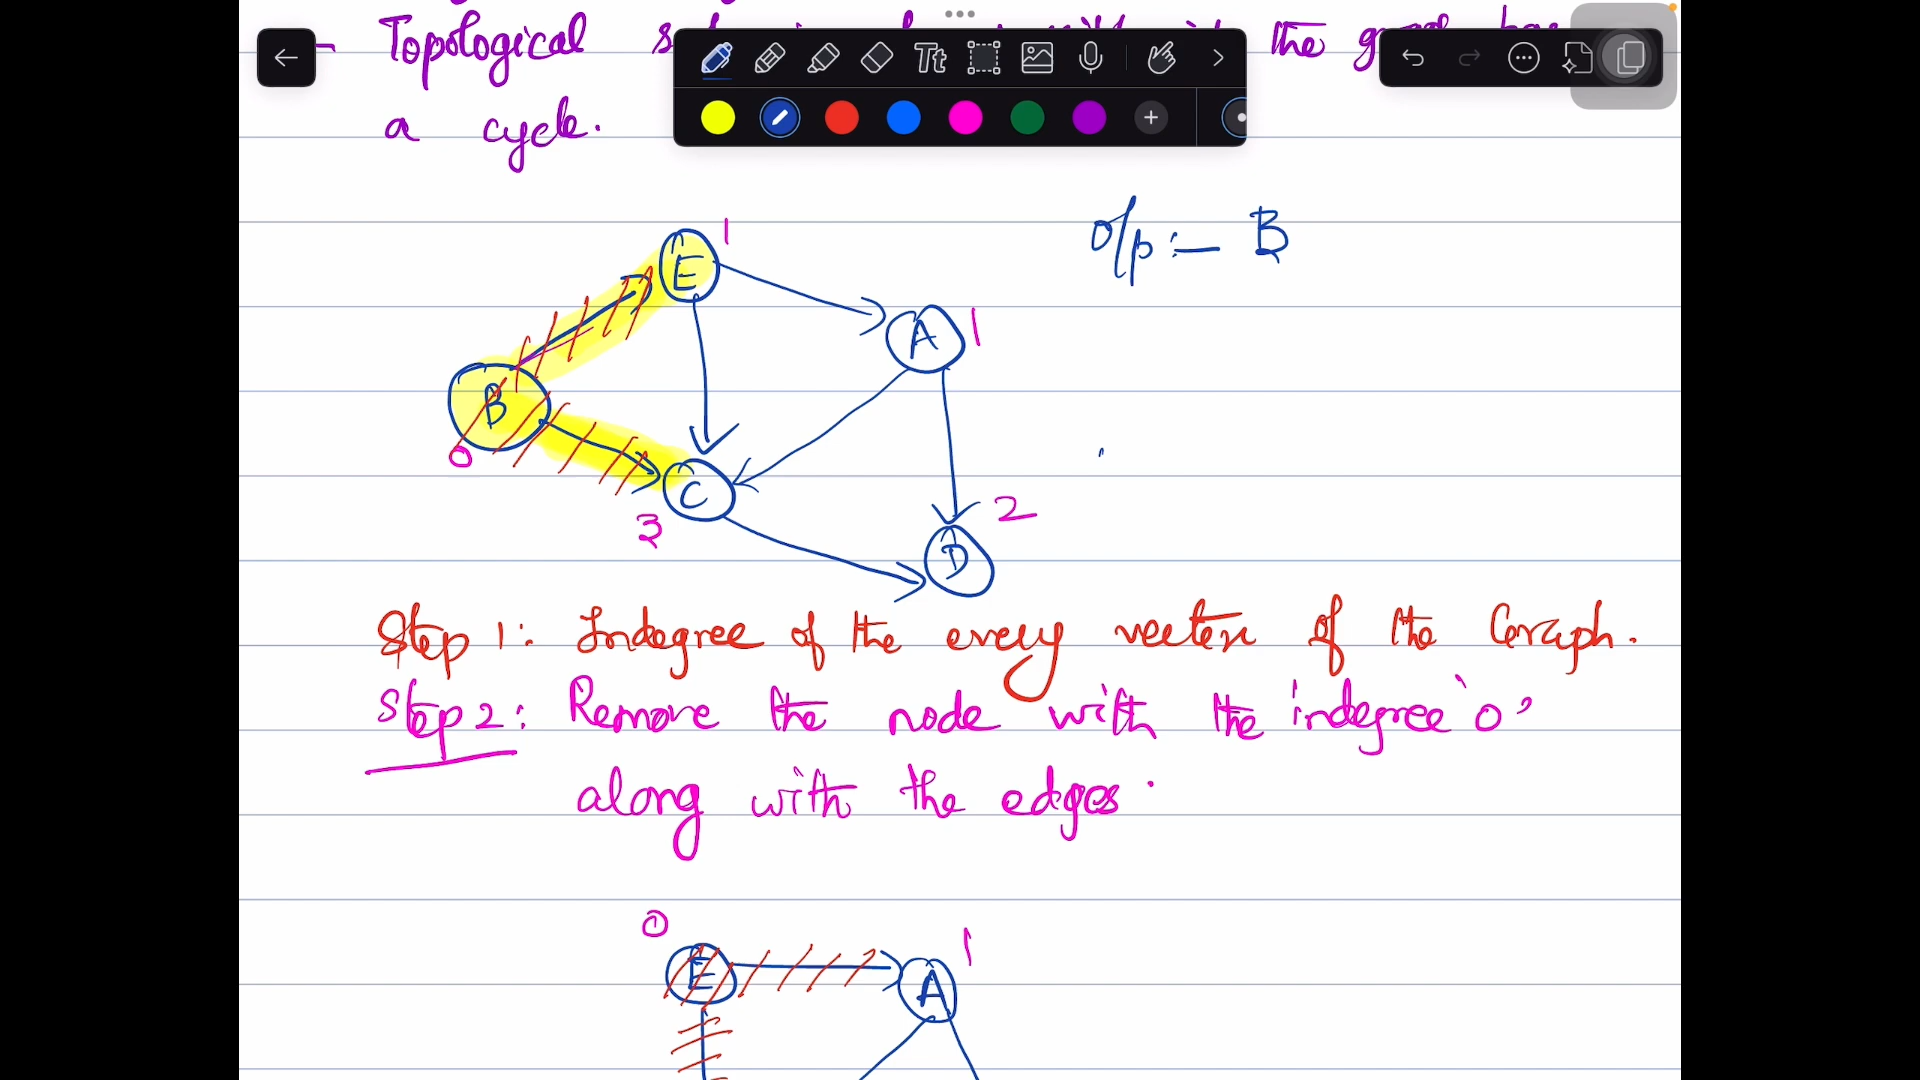 - Topological the
a cycle.
o/p :- B
E 1
A 1
B
0
C
3
2
D
Step 1: Indegree of the every vertex of the Graph.
Step 2: Remove the node with the indegree '0'
along with the edges.
0
1
E
A